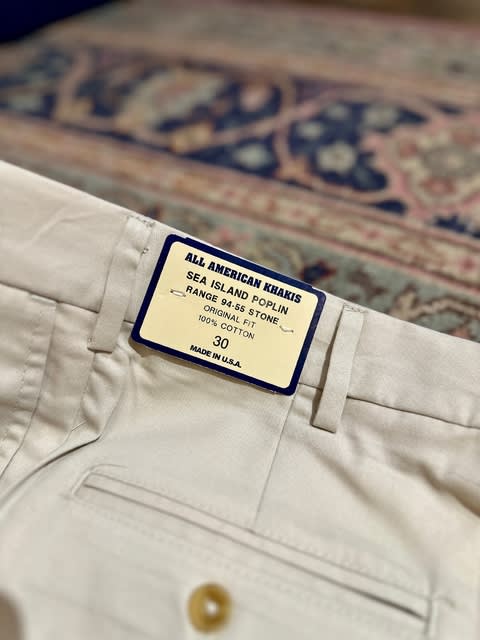 ALL AMERICAN KHAKIS
SEA ISLAND POPLIN
RANGE 94-55 STONE
ORIGINAL FIT
100% COTTON
30
MADE IN U.S.A.